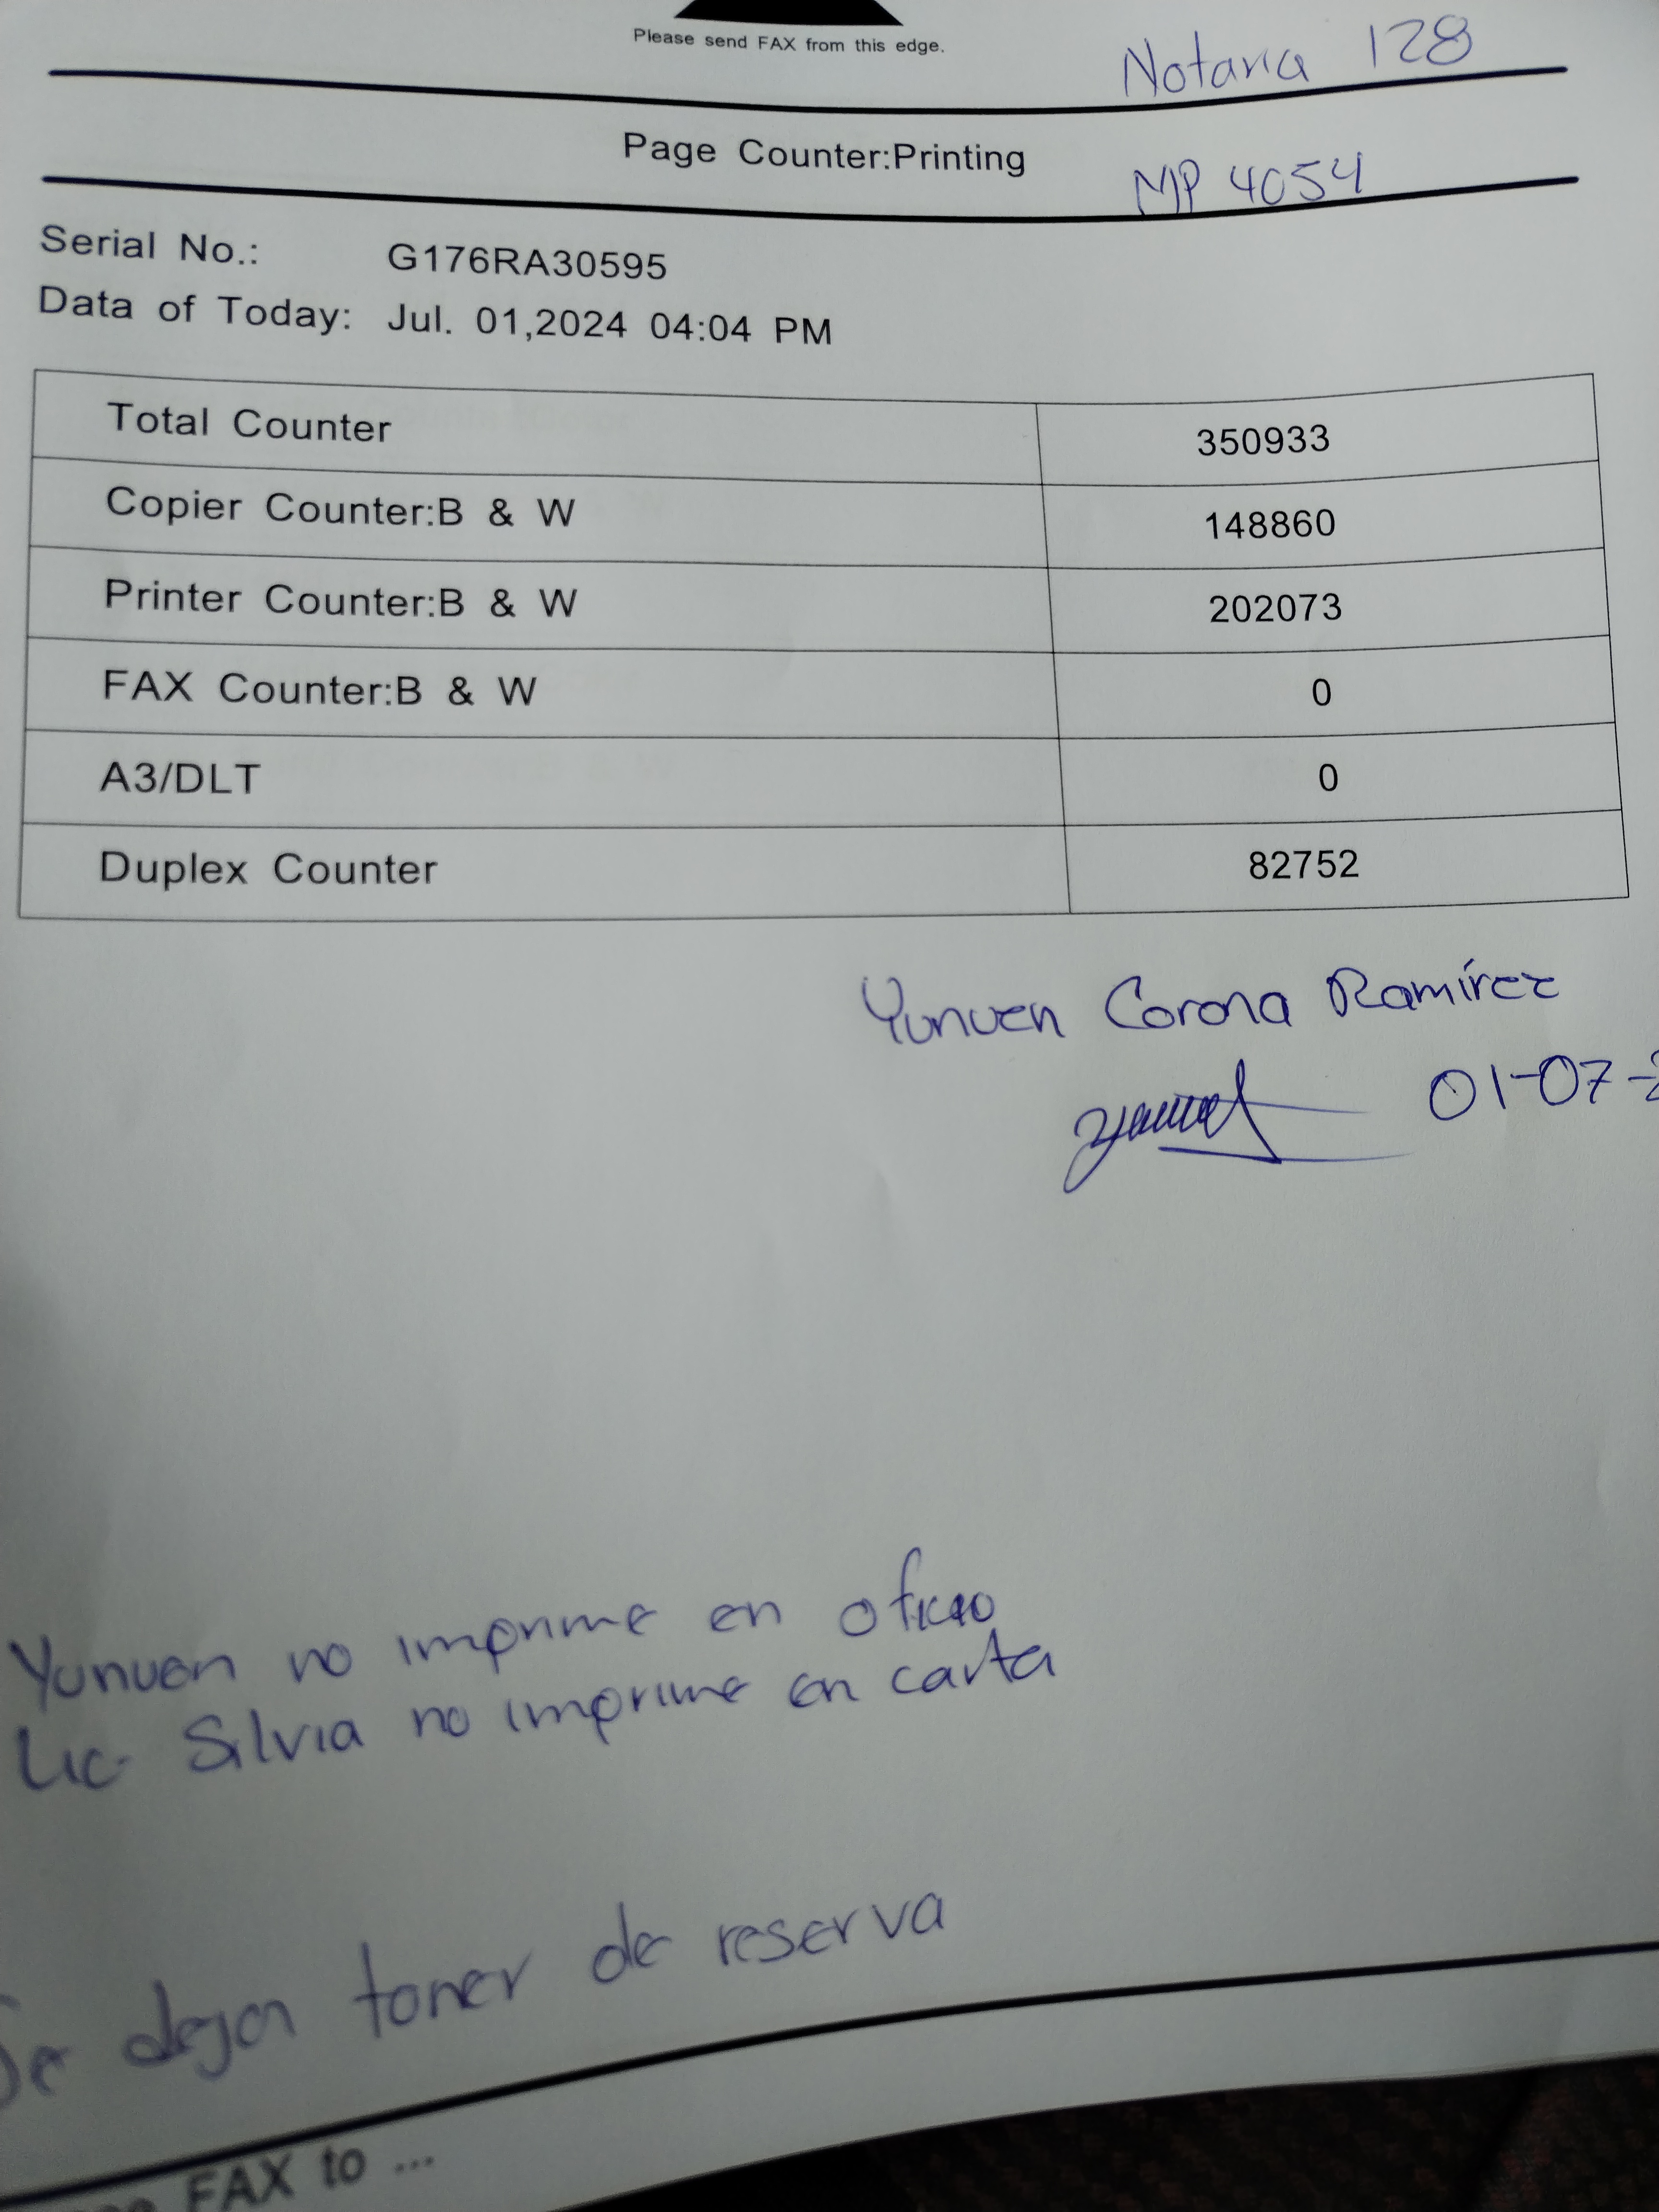 Please send FAX from this edge.
Notaria 128
Page Counter:Printing
MP 4054
Serial No.: G176RA30595
Data of Today: Jul. 01,2024 04:04 PM
Total Counter 350933
Copier Counter:B & W 148860
Printer Counter:B & W 202073
FAX Counter:B & W 0
A3/DLT 0
Duplex Counter 82752
Yunuen Corona Ramírez
01-07-
Yunuen no imprime en oficio
Lic. Silvia no imprime en carta
Se dejan toner de reserva
FAX to ...